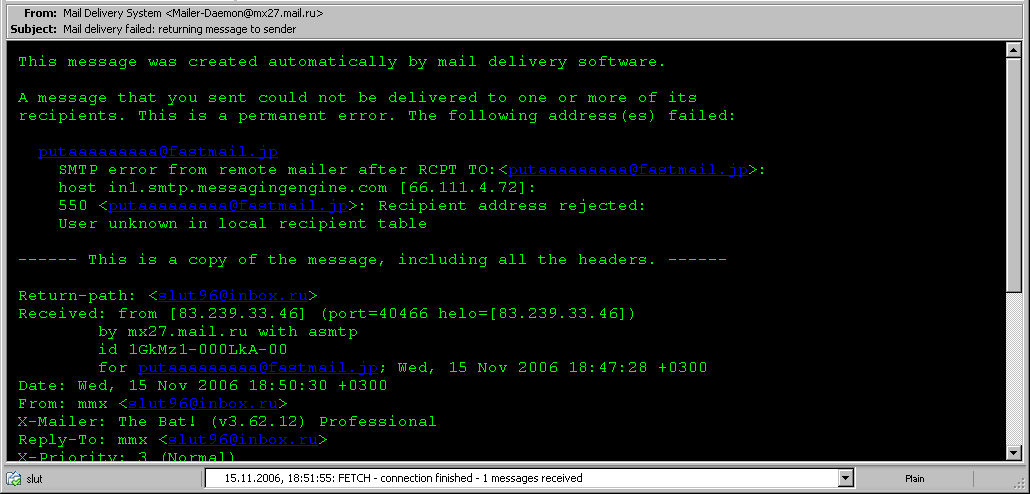 From: Mail Delivery System <Mailer-Daemon@mx27.mail.ru>
Subject: Mail delivery failed: returning message to sender
This message was created automatically by mail delivery software.
A message that you sent could not be delivered to one or more of its
recipients. This is a permanent error. The following address(es) failed:
putaaaaaaaaa@fastmail.jp
SMTP error from remote mailer after RCPT TO:<putaaaaaaaaa@fastmail.jp>:
host in1.smtp.messagingengine.com [66.111.4.72]:
550 <putaaaaaaaaa@fastmail.jp>: Recipient address rejected:
User unknown in local recipient table
------ This is a copy of the message, including all the headers. ------
Return-path: <slut96@inbox.ru>
Received: from [83.239.33.46] (port=40466 helo=[83.239.33.46])
by mx27.mail.ru with asmtp
id 1GkMz1-000LkA-00
for putaaaaaaaaa@fastmail.jp; Wed, 15 Nov 2006 18:47:28 +0300
Date: Wed, 15 Nov 2006 18:50:30 +0300
From: mmx <slut96@inbox.ru>
X-Mailer: The Bat! (v3.62.12) Professional
Reply-To: mmx <slut96@inbox.ru>
X-Priority: 3 (Normal)
slut
15.11.2006, 18:51:55: FETCH - connection finished - 1 messages received
Plain